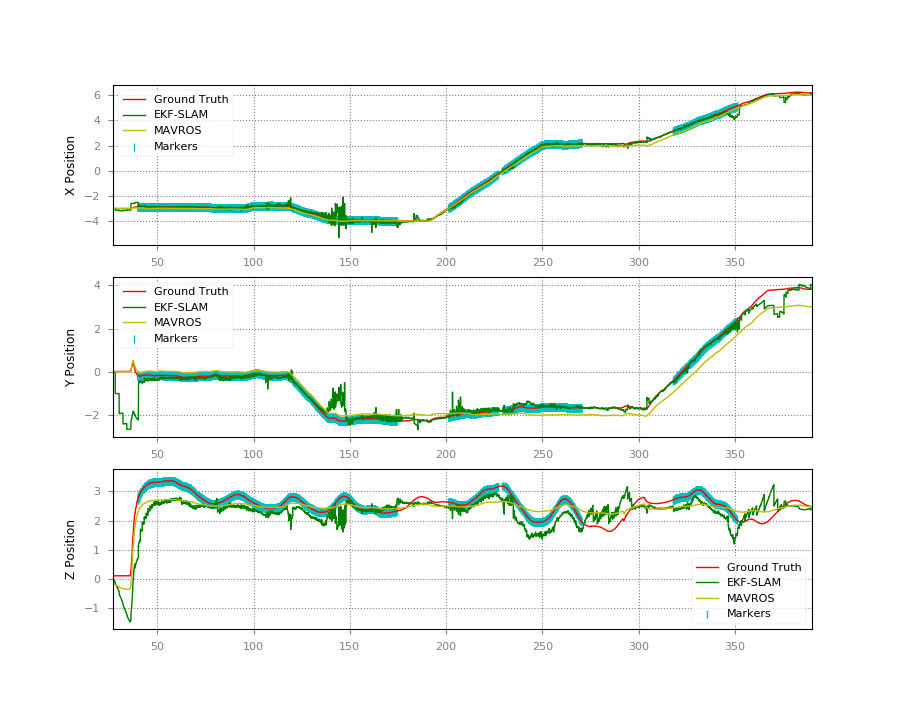 6
4
2
0
−2
−4
X Position
Ground Truth
EKF-SLAM
MAVROS
Markers
50 100 150 200 250 300 350
4
2
0
−2
Y Position
Ground Truth
EKF-SLAM
MAVROS
Markers
50 100 150 200 250 300 350
3
2
1
0
−1
Z Position
Ground Truth
EKF-SLAM
MAVROS
Markers
50 100 150 200 250 300 350